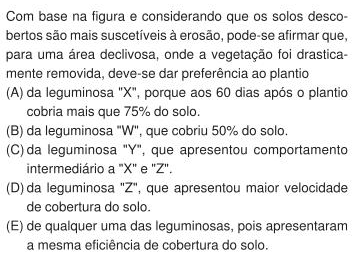 Com base na figura e considerando que os solos desco-
bertos são mais suscetíveis à erosão, pode-se afirmar que,
para uma área declivosa, onde a vegetação foi drastica-
mente removida, deve-se dar preferência ao plantio
(A) da leguminosa "X", porque aos 60 dias após o plantio
cobria mais que 75% do solo.
(B) da leguminosa "W", que cobriu 50% do solo.
(C) da leguminosa "Y", que apresentou comportamento
intermediário a "X" e "Z".
(D) da leguminosa "Z", que apresentou maior velocidade
de cobertura do solo.
(E) de qualquer uma das leguminosas, pois apresentaram
a mesma eficiência de cobertura do solo.